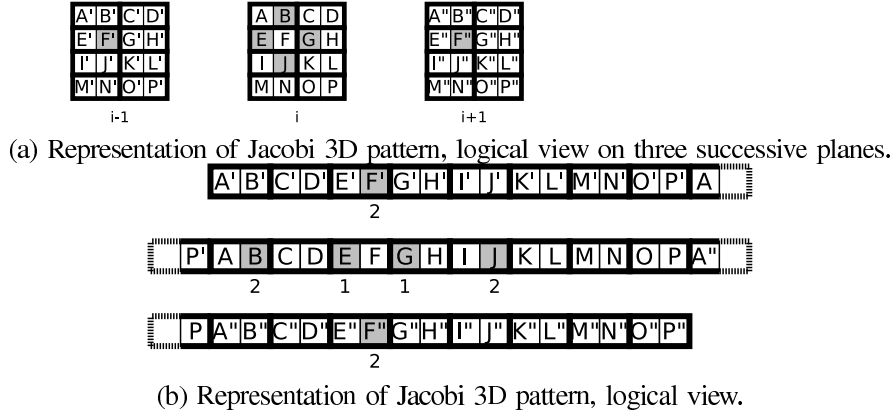 A' B' C' D' A B C D A" B" C" D"
E' F' G' H' E F G H E" F" G" H"
I' J' K' L' I J K L I" J" K" L"
M' N' O' P' M N O P M" N" O" P"
i-1 i i+1
(a) Representation of Jacobi 3D pattern, logical view on three successive planes.
A' B' C' D' E' F' G' H' I' J' K' L' M' N' O' P' A
2
P' A B C D E F G H I J K L M N O P A"
2 1 1 2
P A" B" C" D" E" F" G" H" I" J" K" L" M" N" O" P"
2
(b) Representation of Jacobi 3D pattern, logical view.